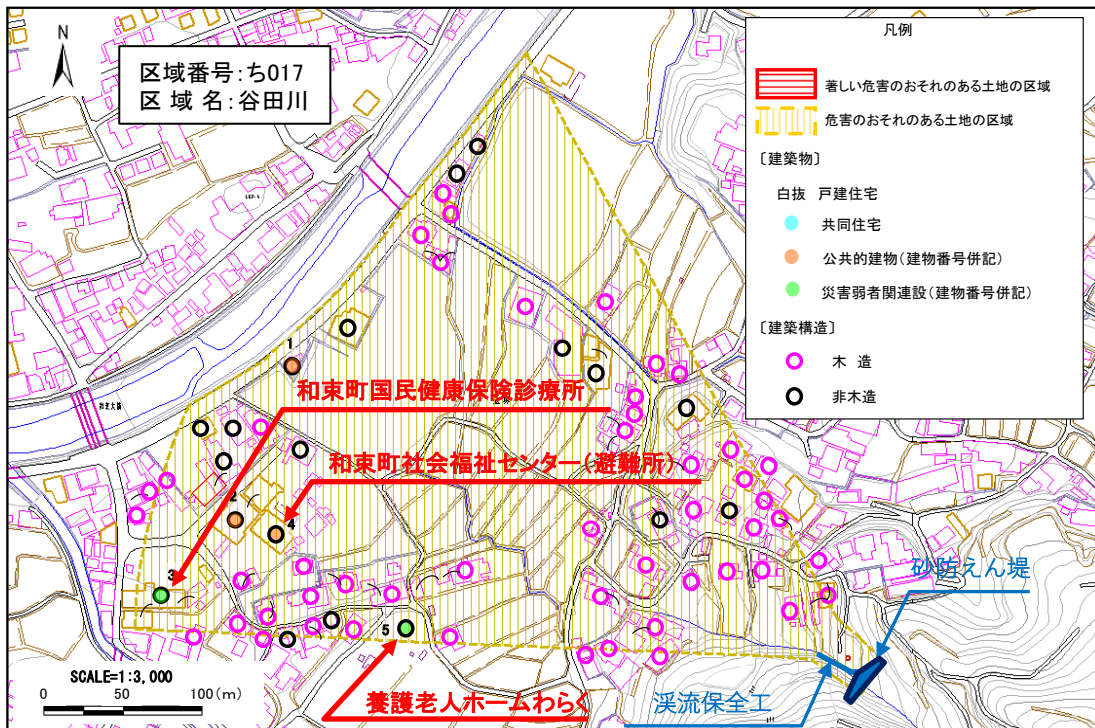 N
区域番号:ち017
区 域 名:谷田川
凡例
著しい危害のおそれのある土地の区域
危害のおそれのある土地の区域
〔建築物〕
白抜 戸建住宅
共同住宅
公共的建物(建物番号併記)
災害弱者関連設(建物番号併記)
〔建築構造〕
木 造
非木造
1
和束町国民健康保険診療所
和束町社会福祉センター(避難所)
2
4
3
5
砂防えん堤
養護老人ホームわらく
渓流保全工
SCALE=1:3,000
0 50 100(m)